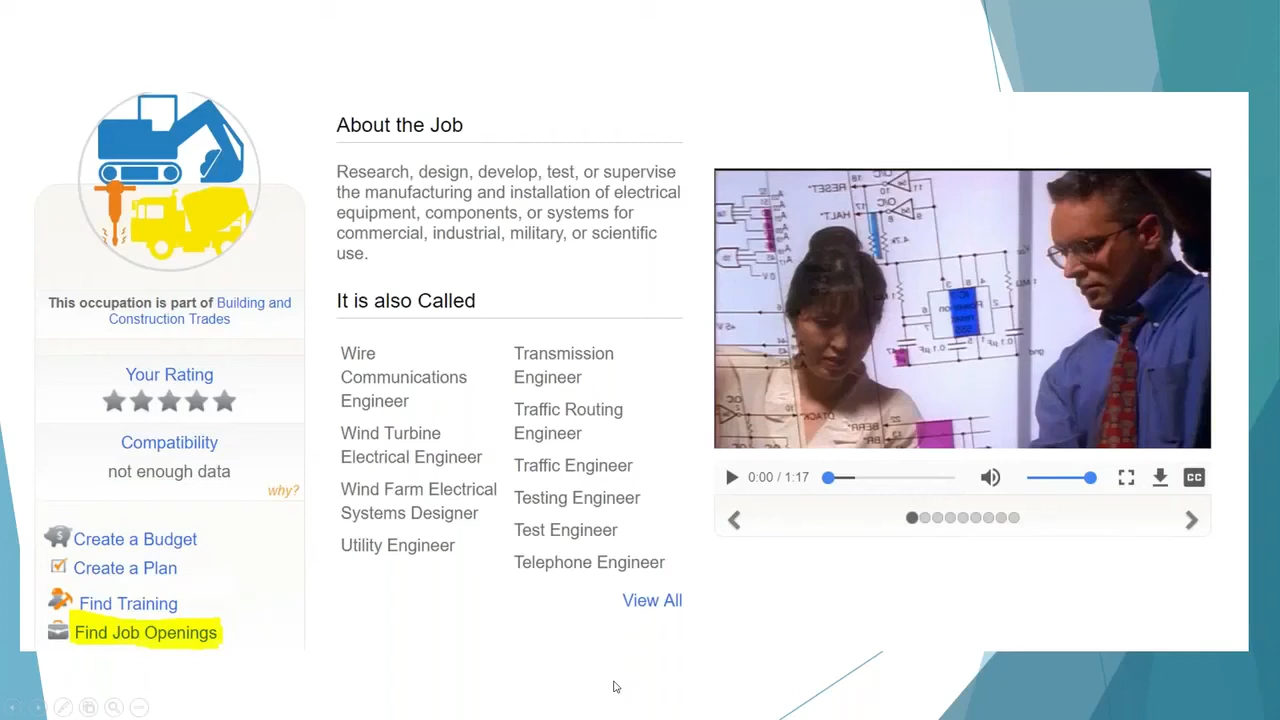 This occupation is part of Building and
Construction Trades
Your Rating
Compatibility
not enough data
why?
Create a Budget
Create a Plan
Find Training
Find Job Openings
About the Job
Research, design, develop, test, or supervise
the manufacturing and installation of electrical
equipment, components, or systems for
commercial, industrial, military, or scientific
use.
It is also Called
Wire
Communications
Engineer
Wind Turbine
Electrical Engineer
Wind Farm Electrical
Systems Designer
Utility Engineer
Transmission
Engineer
Traffic Routing
Engineer
Traffic Engineer
Testing Engineer
Test Engineer
Telephone Engineer
View All
RESET
HALT
0:00 / 1:17
CC